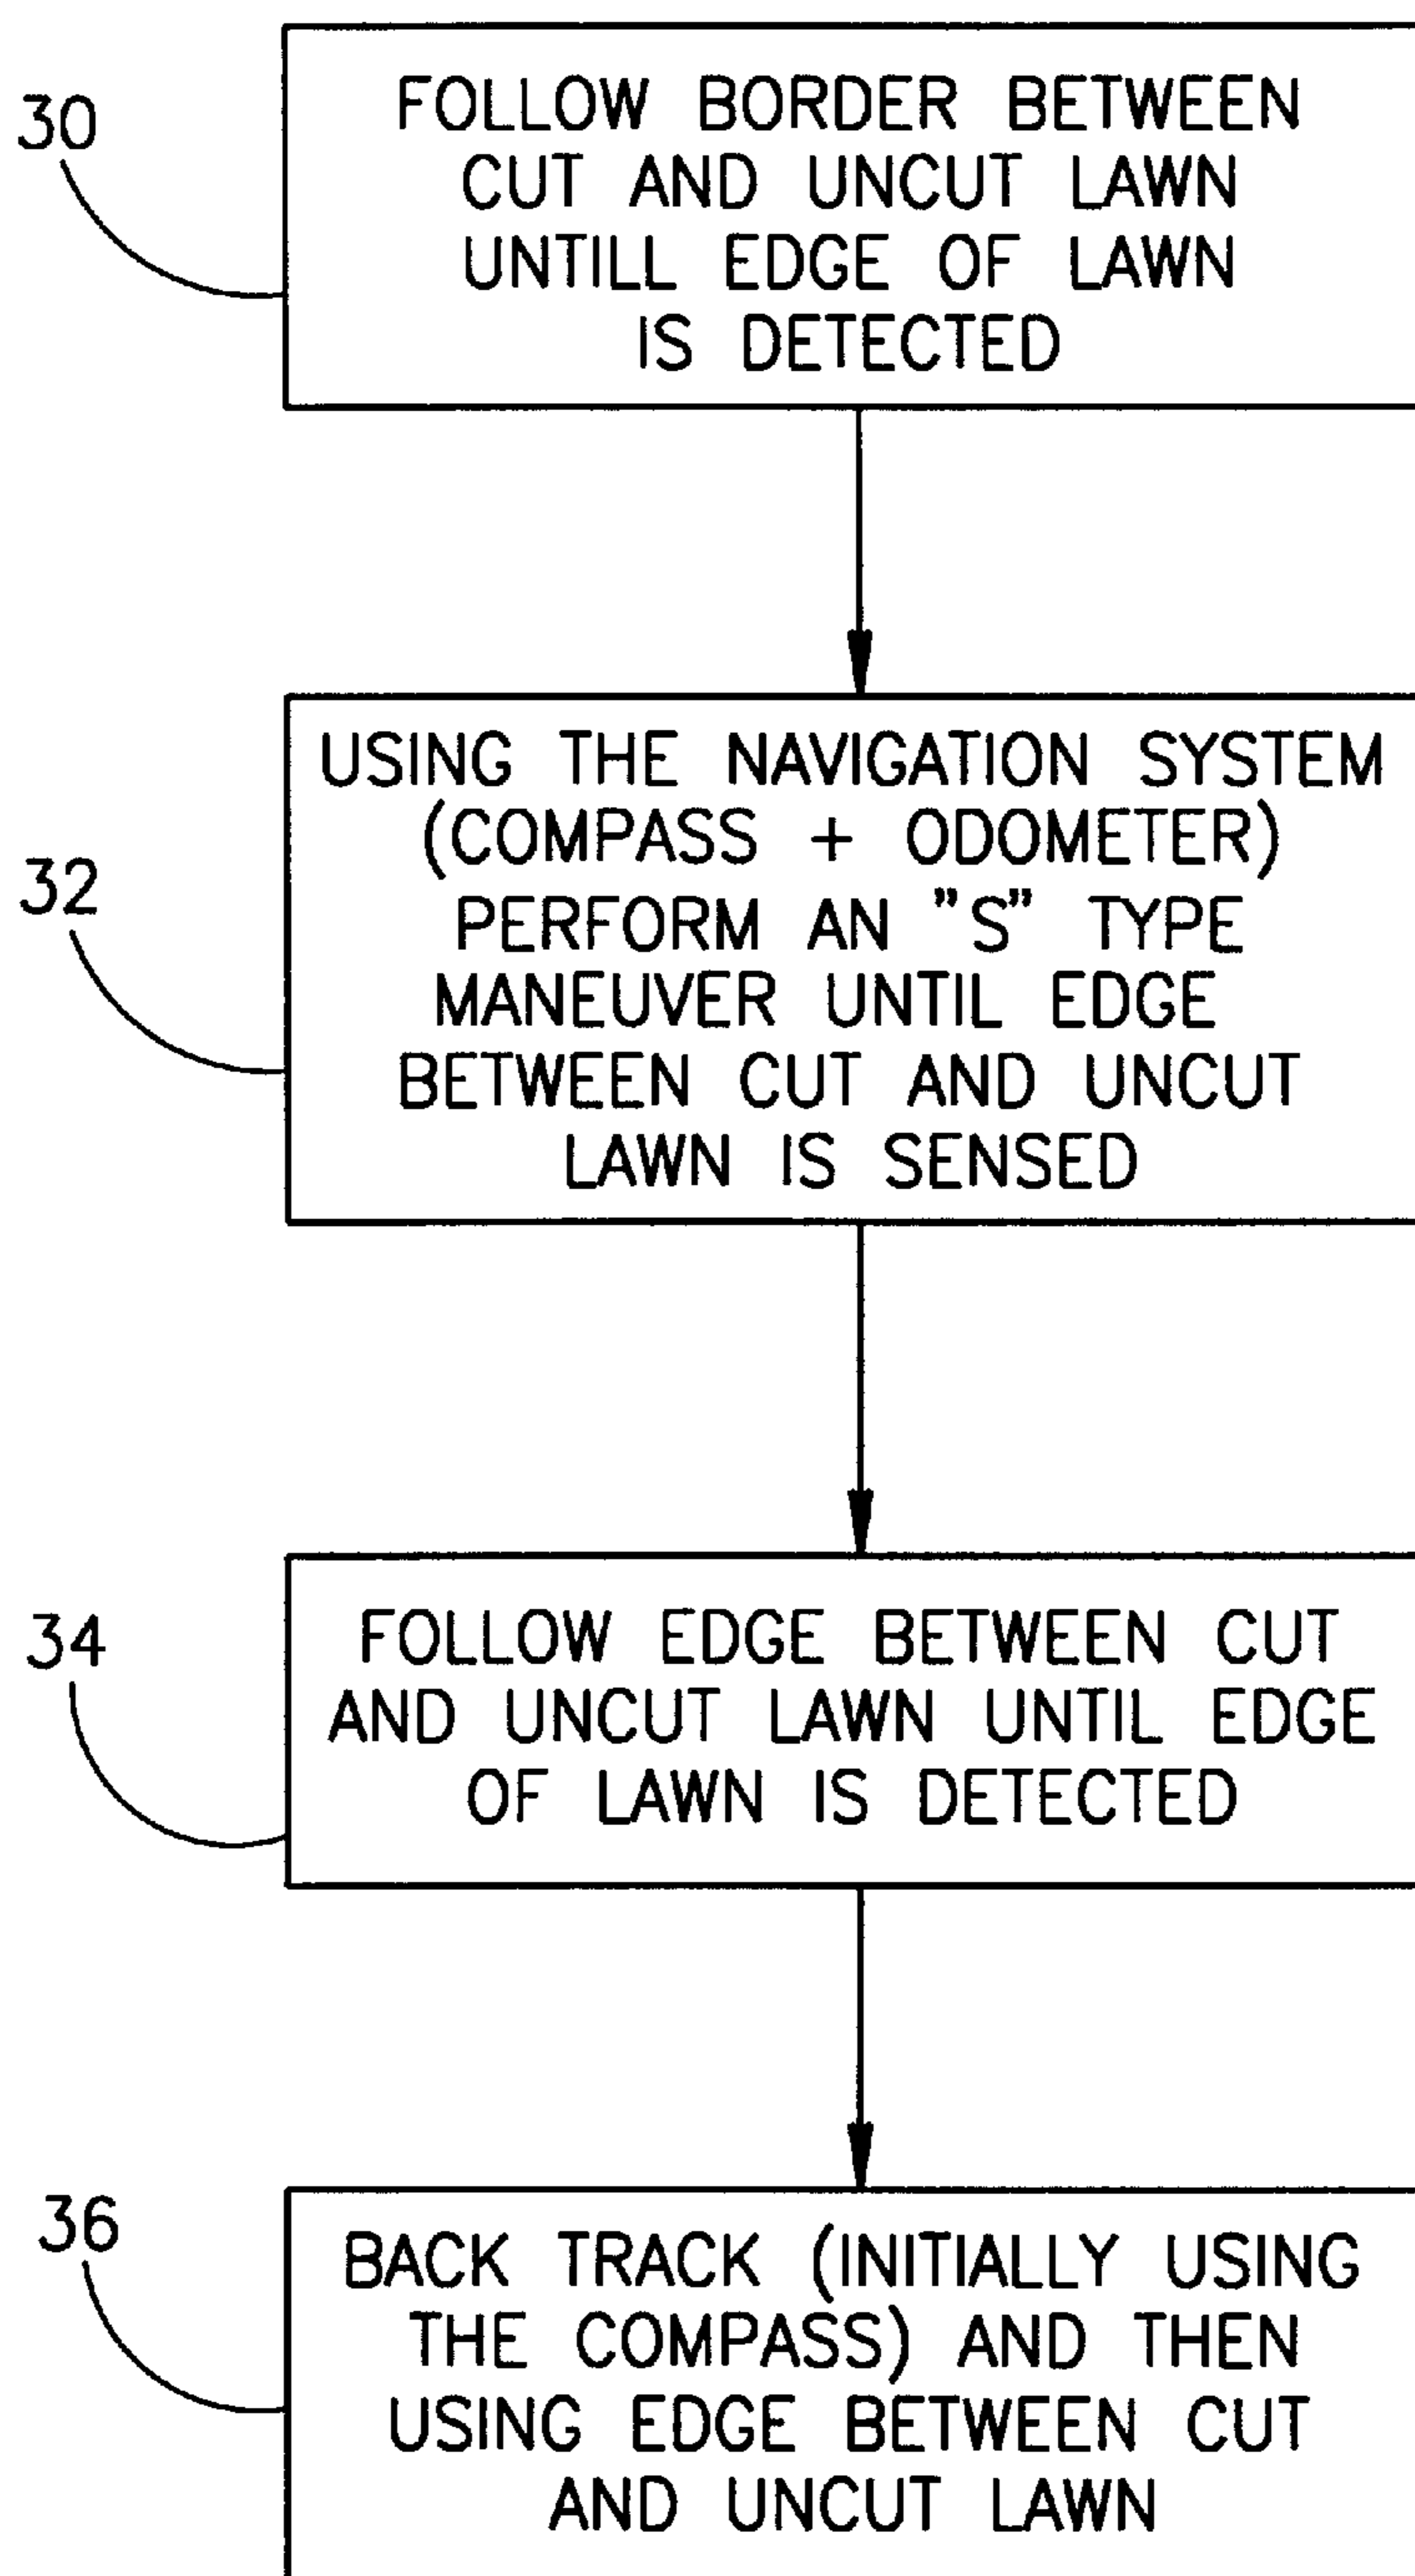 30
FOLLOW BORDER BETWEEN
CUT AND UNCUT LAWN
UNTILL EDGE OF LAWN
IS DETECTED
32
USING THE NAVIGATION SYSTEM
(COMPASS + ODOMETER)
PERFORM AN "S" TYPE
MANEUVER UNTIL EDGE
BETWEEN CUT AND UNCUT
LAWN IS SENSED
34
FOLLOW EDGE BETWEEN CUT
AND UNCUT LAWN UNTIL EDGE
OF LAWN IS DETECTED
36
BACK TRACK (INITIALLY USING
THE COMPASS) AND THEN
USING EDGE BETWEEN CUT
AND UNCUT LAWN